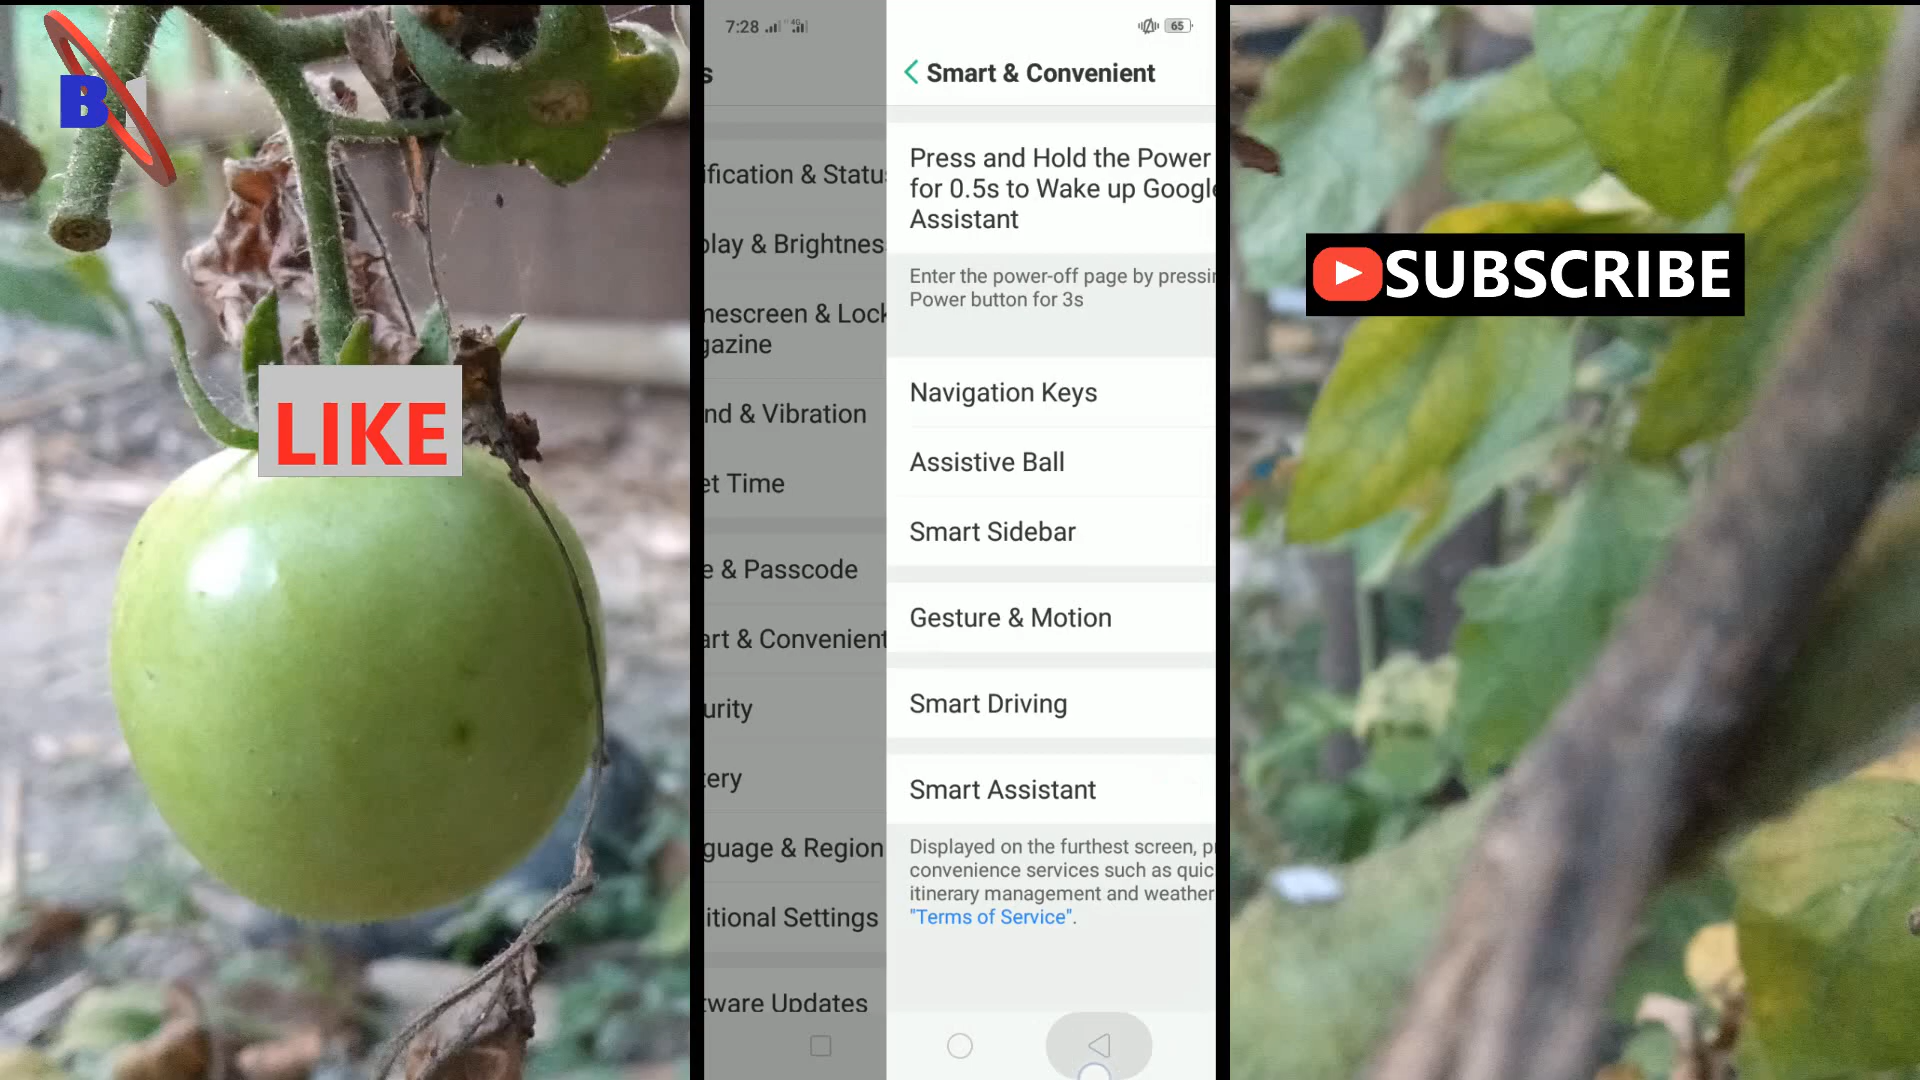 B
LIKE
7:28
4G
65
s
Smart & Convenient
ification & Statu
play & Brightnes
mescreen & Lock
gazine
nd & Vibration
et Time
e & Passcode
art & Convenient
urity
tery
guage & Region
itional Settings
tware Updates
Press and Hold the Power
for 0.5s to Wake up Google
Assistant
Enter the power-off page by pressin
Power button for 3s
Navigation Keys
Assistive Ball
Smart Sidebar
Gesture & Motion
Smart Driving
Smart Assistant
Displayed on the furthest screen, p
convenience services such as quic
itinerary management and weather
"Terms of Service".
SUBSCRIBE